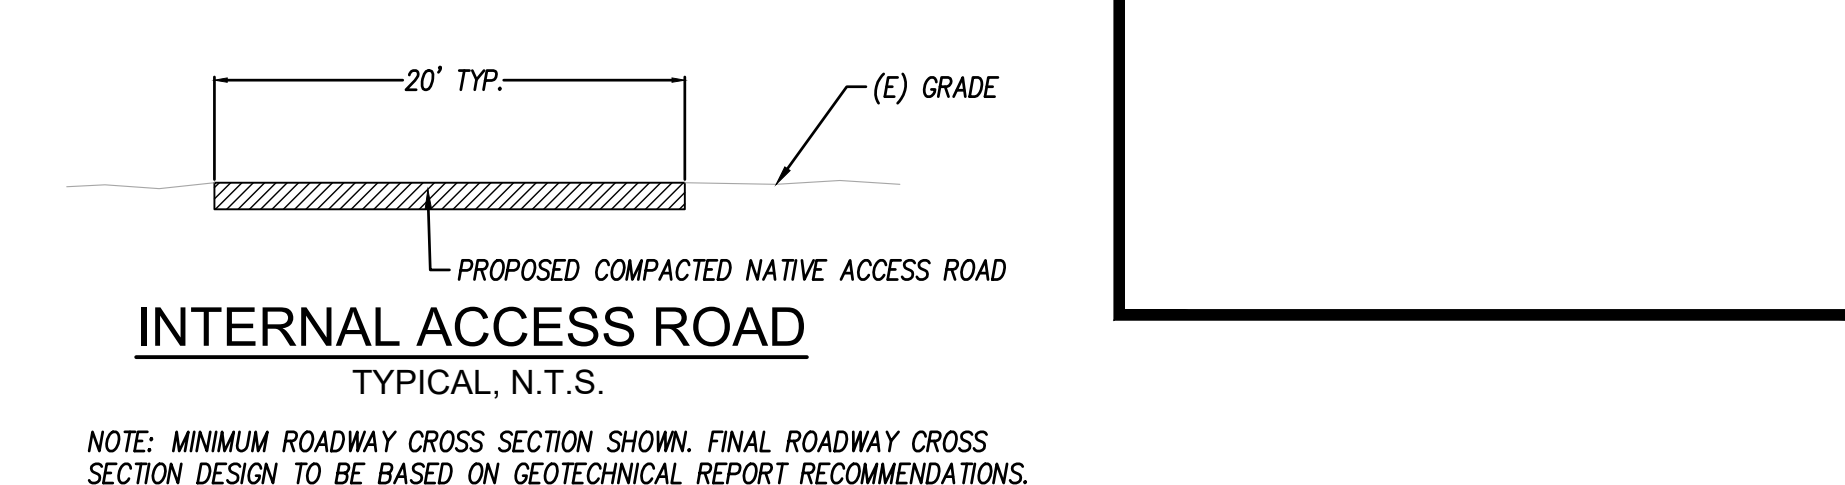 20' TYP.
(E) GRADE
PROPOSED COMPACTED NATIVE ACCESS ROAD
INTERNAL ACCESS ROAD
TYPICAL, N.T.S.
NOTE: MINIMUM ROADWAY CROSS SECTION SHOWN. FINAL ROADWAY CROSS
SECTION DESIGN TO BE BASED ON GEOTECHNICAL REPORT RECOMMENDATIONS.